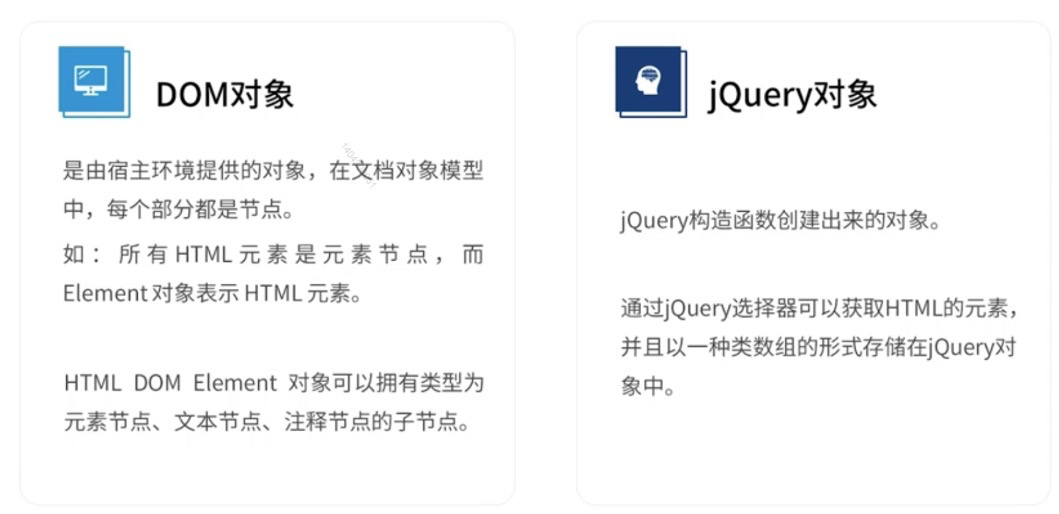 DOM对象
是由宿主环境提供的对象，在文档对象模型
中，每个部分都是节点。
如：所有HTML元素是元素节点，而
Element对象表示HTML元素。
HTML DOM Element 对象可以拥有类型为
元素节点、文本节点、注释节点的子节点。
jQuery对象
jQuery构造函数创建出来的对象。
通过jQuery选择器可以获取HTML的元素，
并且以一种类数组的形式存储在jQuery对
象中。